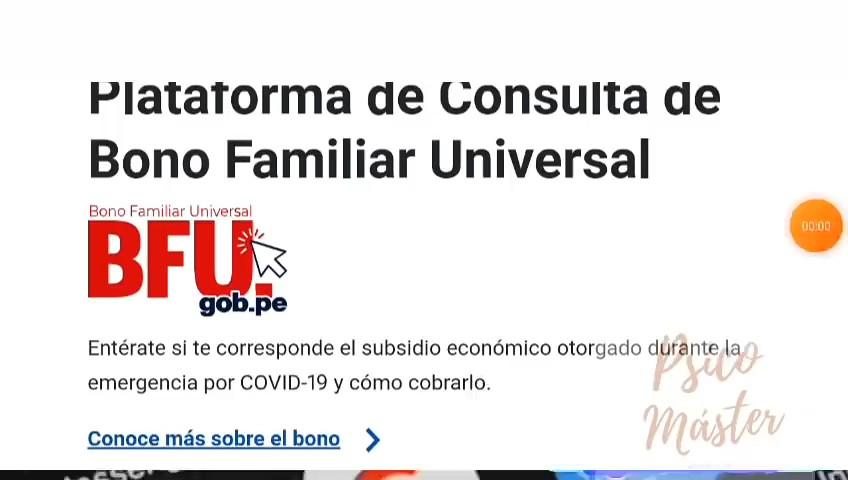 Plataforma de Consulta de
Bono Familiar Universal
Bono Familiar Universal
BFU.
gob.pe
00:00
Entérate si te corresponde el subsidio económico otorgado durante la
emergencia por COVID-19 y cómo cobrarlo.
Psico
Máster
Conoce más sobre el bono